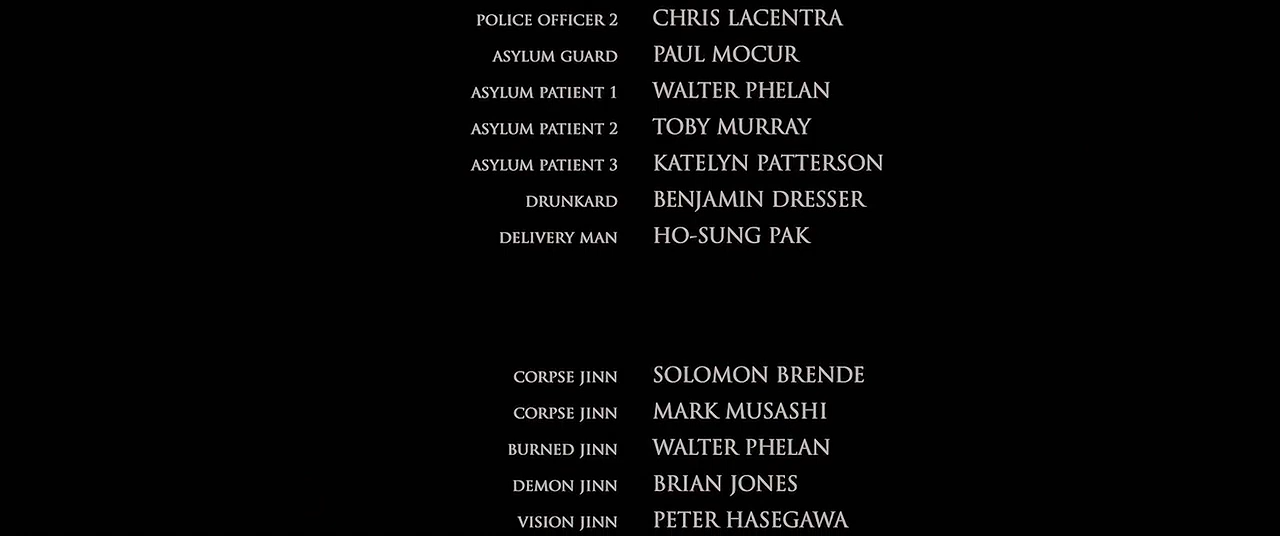 POLICE OFFICER 2 CHRIS LACENTRA
ASYLUM GUARD PAUL MOCUR
ASYLUM PATIENT 1 WALTER PHELAN
ASYLUM PATIENT 2 TOBY MURRAY
ASYLUM PATIENT 3 KATELYN PATTERSON
DRUNKARD BENJAMIN DRESSER
DELIVERY MAN HO-SUNG PAK
CORPSE JINN SOLOMON BRENDE
CORPSE JINN MARK MUSASHI
BURNED JINN WALTER PHELAN
DEMON JINN BRIAN JONES
VISION JINN PETER HASEGAWA